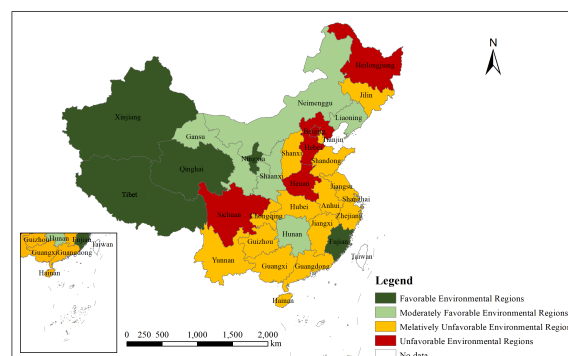 N
Heilongjiang
Jilin
Neimenggu
Liaoning
Xinjiang
Gansu
Beijing
Tianjin
Hebei
Ningxia
Shanxi
Shandong
Qinghai
Shaanxi
Henan
Jiangsu
Tibet
Shanghai
Sichuan
Chongqing
Hubei
Anhui
Zhejiang
Hunan
Jiangxi
Guizhou
Fujian
Yunnan
Guangxi
Guangdong
Taiwan
Hainan
Guizhou
Hunan
Fujian
Taiwan
Guangxi
Guangdong
Hainan
0 250 500 1,000 1,500 2,000
km
Legend
Favorable Environmental Regions
Moderately Favorable Environmental Regions
Melatively Unfavorable Environmental Regions
Unfavorable Environmental Regions
No data